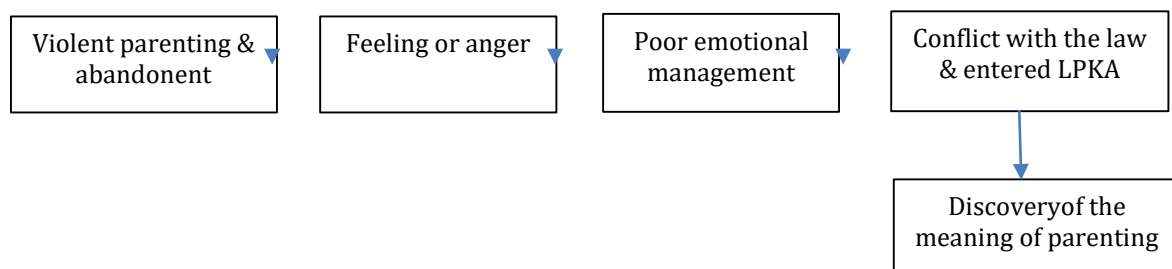 Violent parenting &
abandonent
Feeling or anger
Poor emotional
management
Conflict with the law
& entered LPKA
Discoveryof the
meaning of parenting